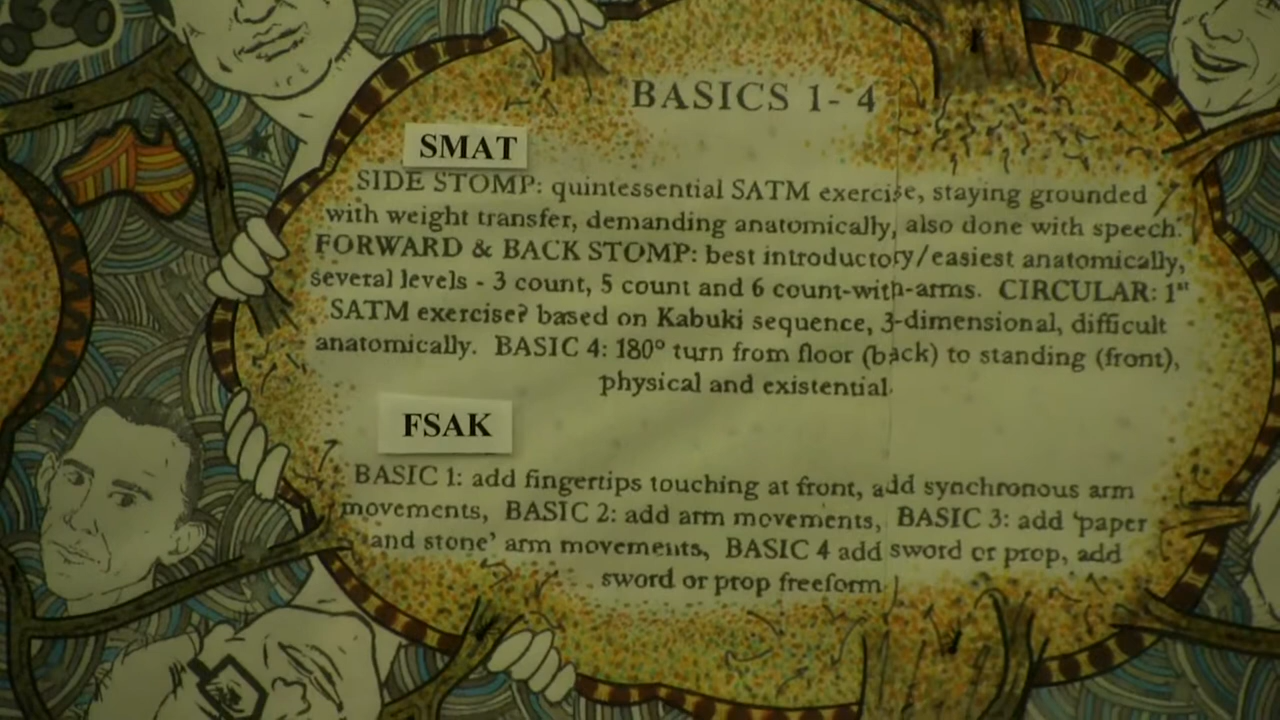 BASICS 1- 4
SMAT
SIDE STOMP: quintessential SATM exercise, staying grounded
with weight transfer, demanding anatomically, also done with speech.
FORWARD & BACK STOMP: best introductory/easiest anatomically,
several levels - 3 count, 5 count and 6 count-with-arms. CIRCULAR: 1st
SATM exercise? based on Kabuki sequence, 3-dimensional, difficult
anatomically. BASIC 4: 180° turn from floor (back) to standing (front),
physical and existential.
FSAK
BASIC 1: add fingertips touching at front, add synchronous arm
movements, BASIC 2: add arm movements, BASIC 3: add 'paper
and stone' arm movements, BASIC 4 add sword or prop, add
sword or prop freeform